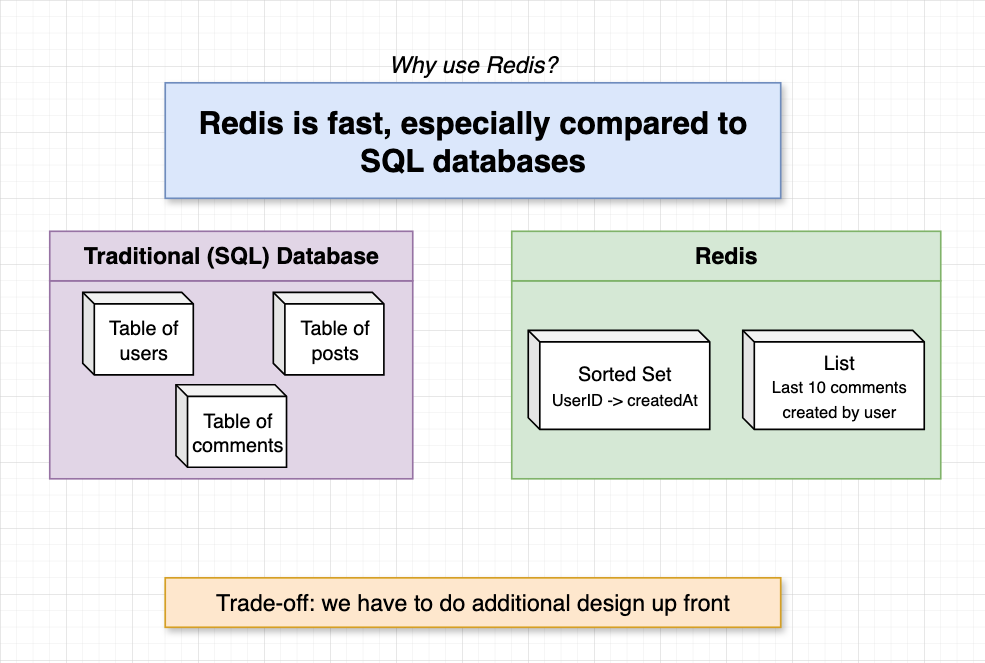 Why use Redis?
Redis is fast, especially compared to
SQL databases
Traditional (SQL) Database
Table of
users
Table of
posts
Table of
comments
Redis
Sorted Set
UserID -> createdAt
List
Last 10 comments
created by user
Trade-off: we have to do additional design up front